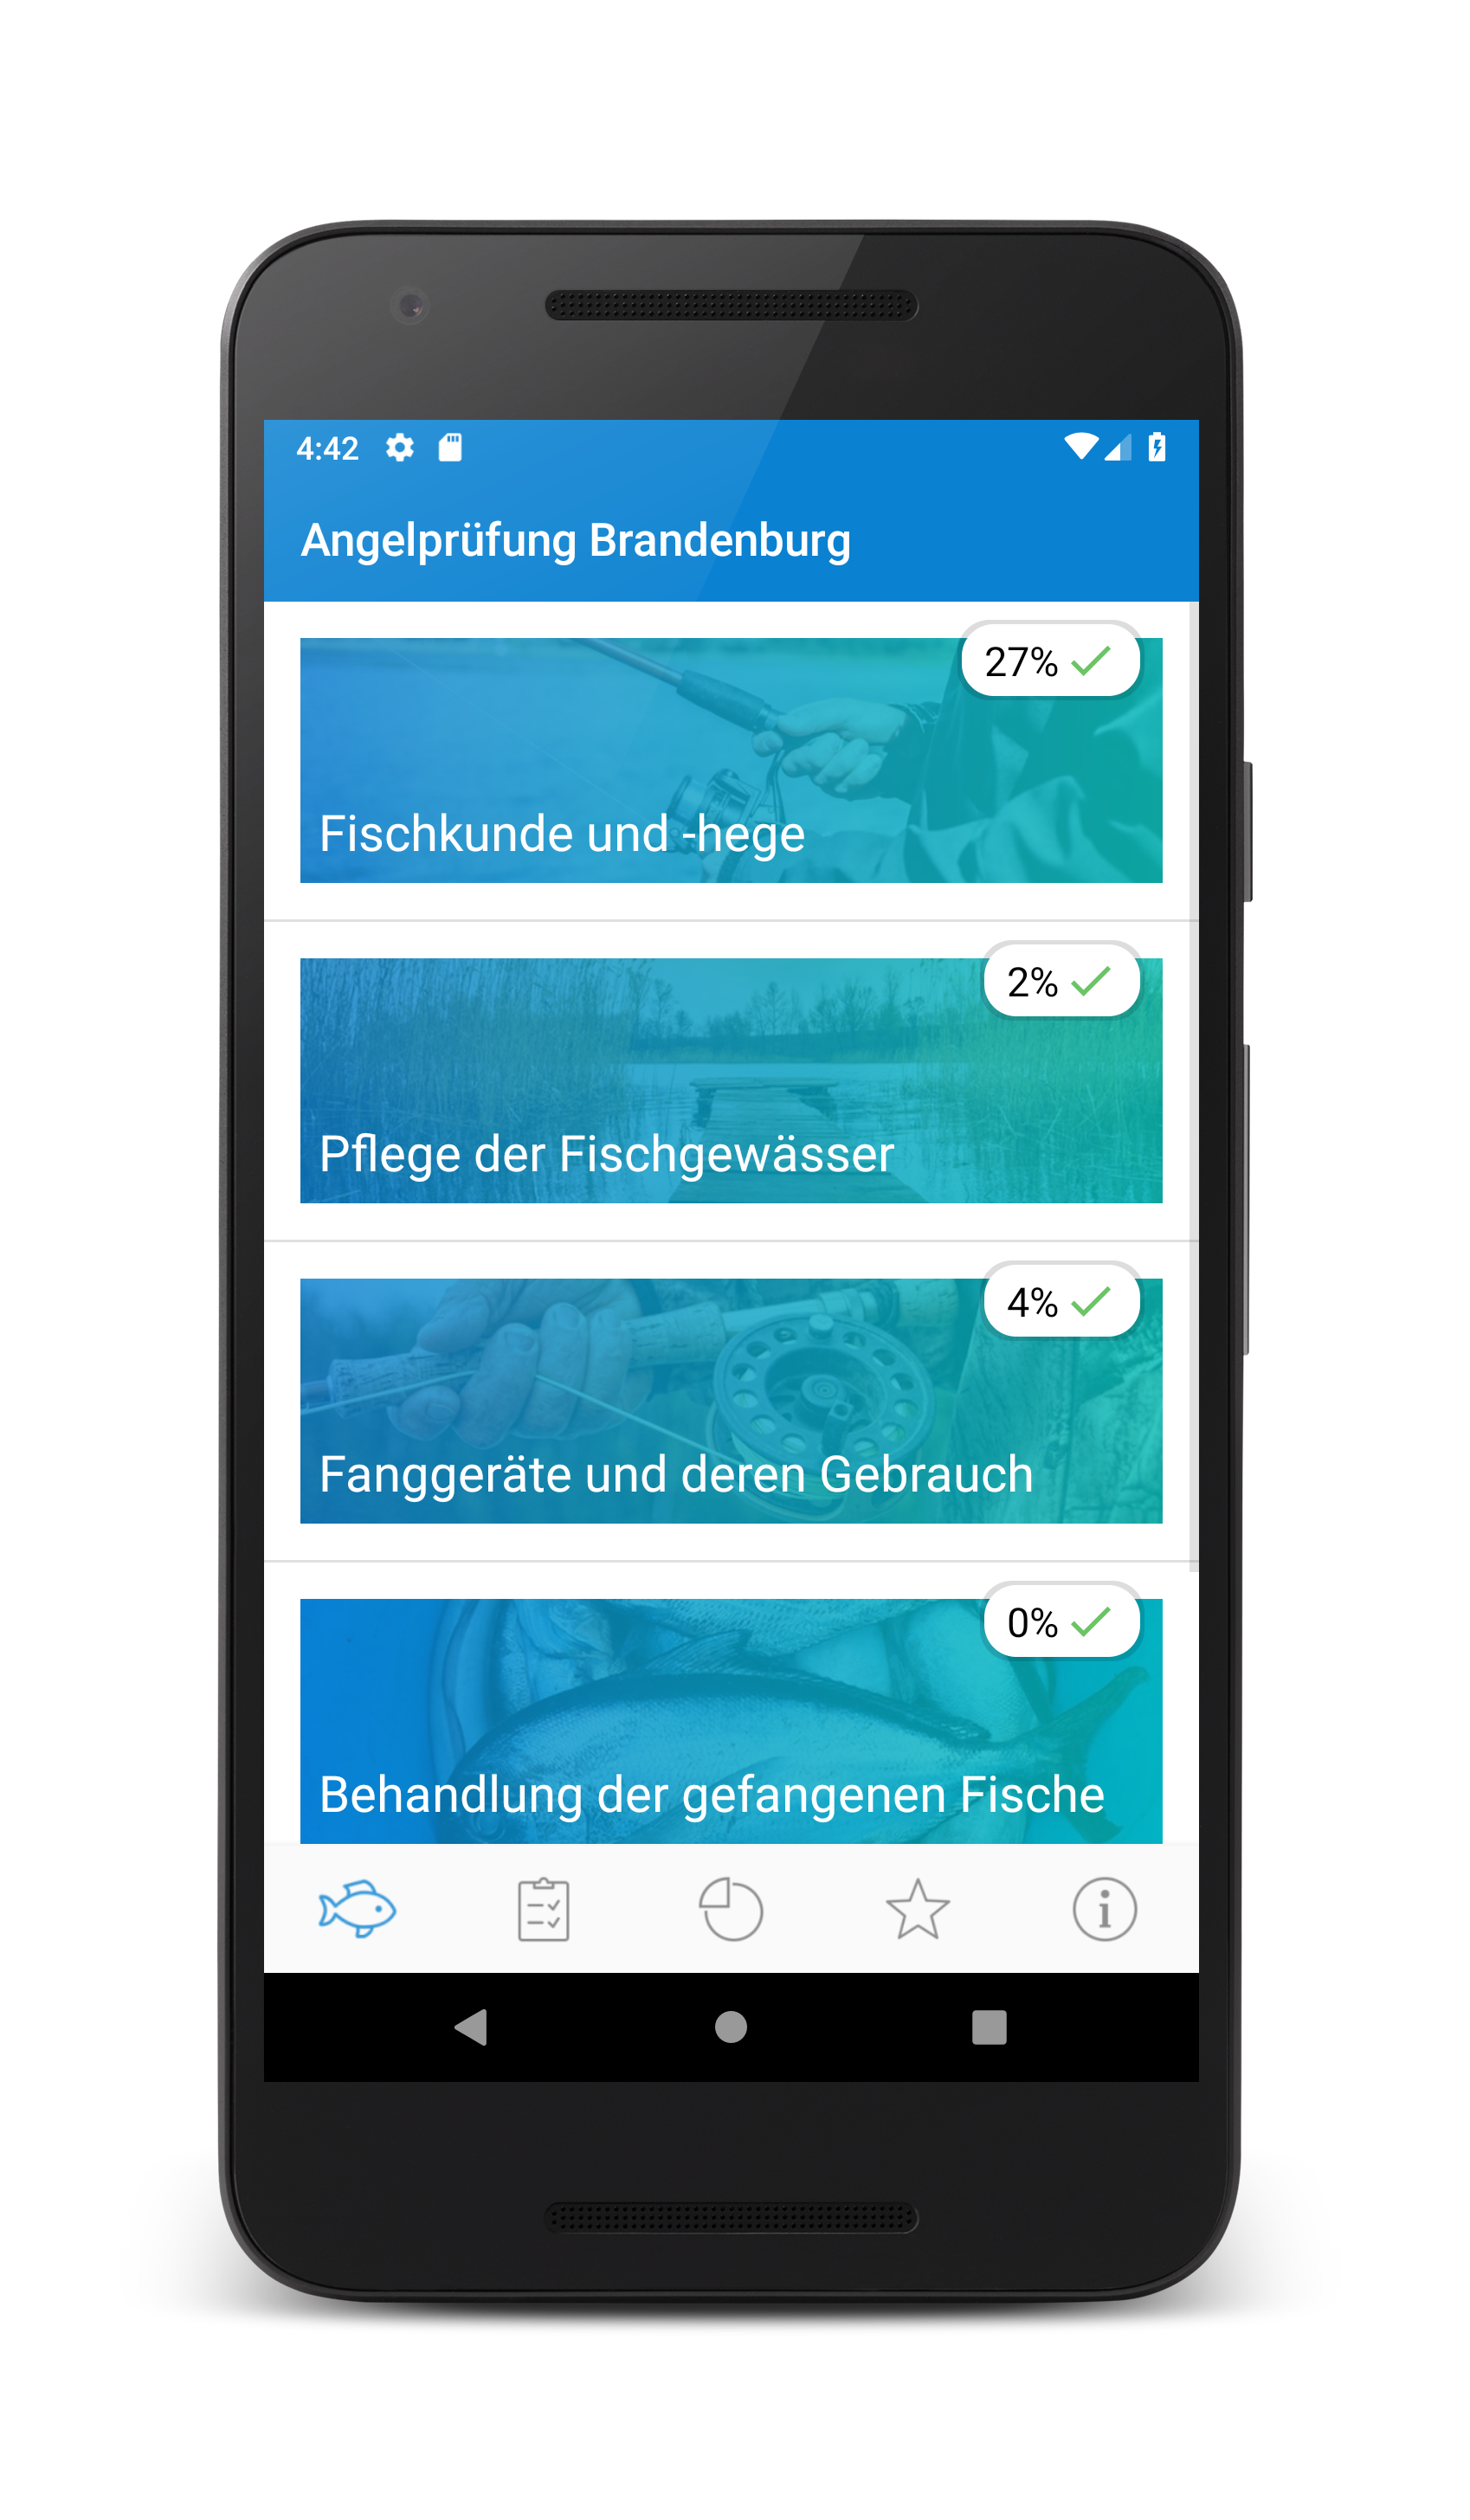 4:42
Angelprüfung Brandenburg
27%
Fischkunde und -hege
2%
Pflege der Fischgewässer
4%
Fanggeräte und deren Gebrauch
0%
Behandlung der gefangenen Fische